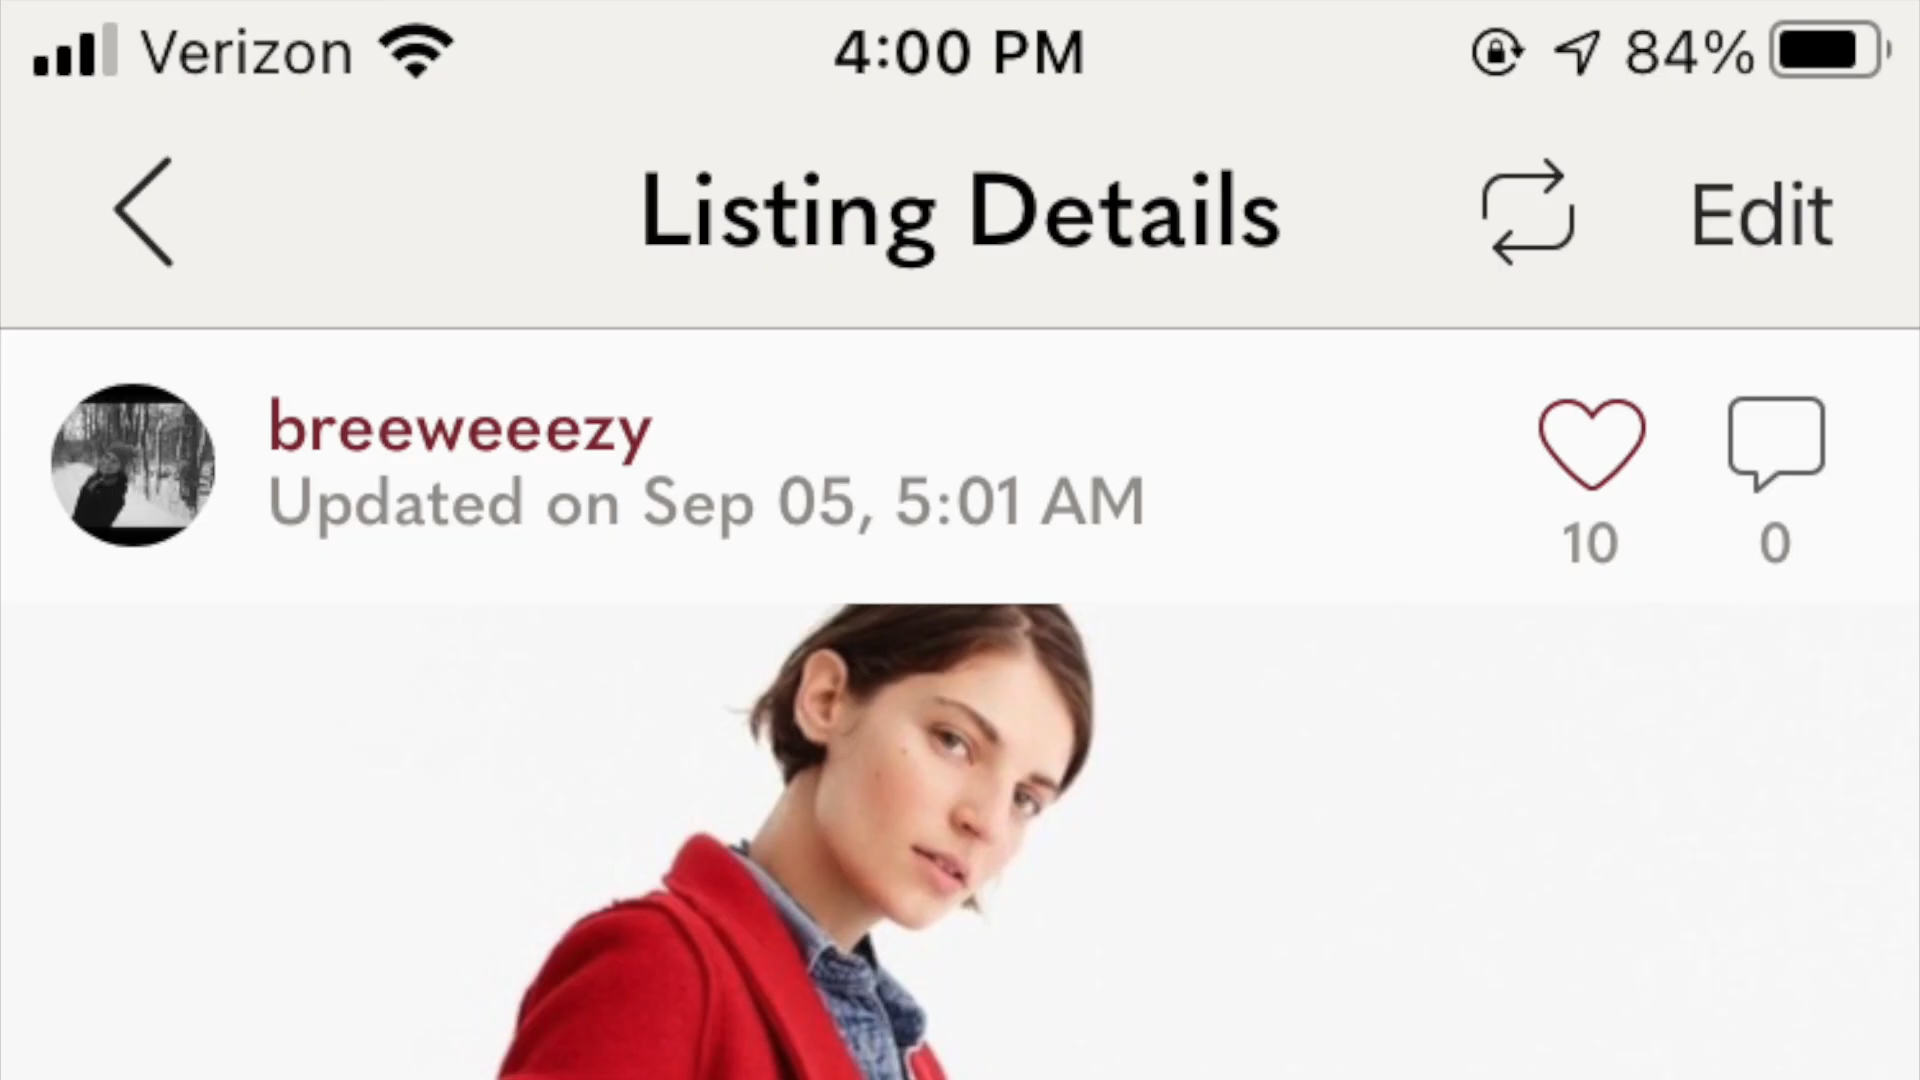 Verizon 4:00 PM 84%
Listing Details Edit
breeweeezy
Updated on Sep 05, 5:01 AM
10 0